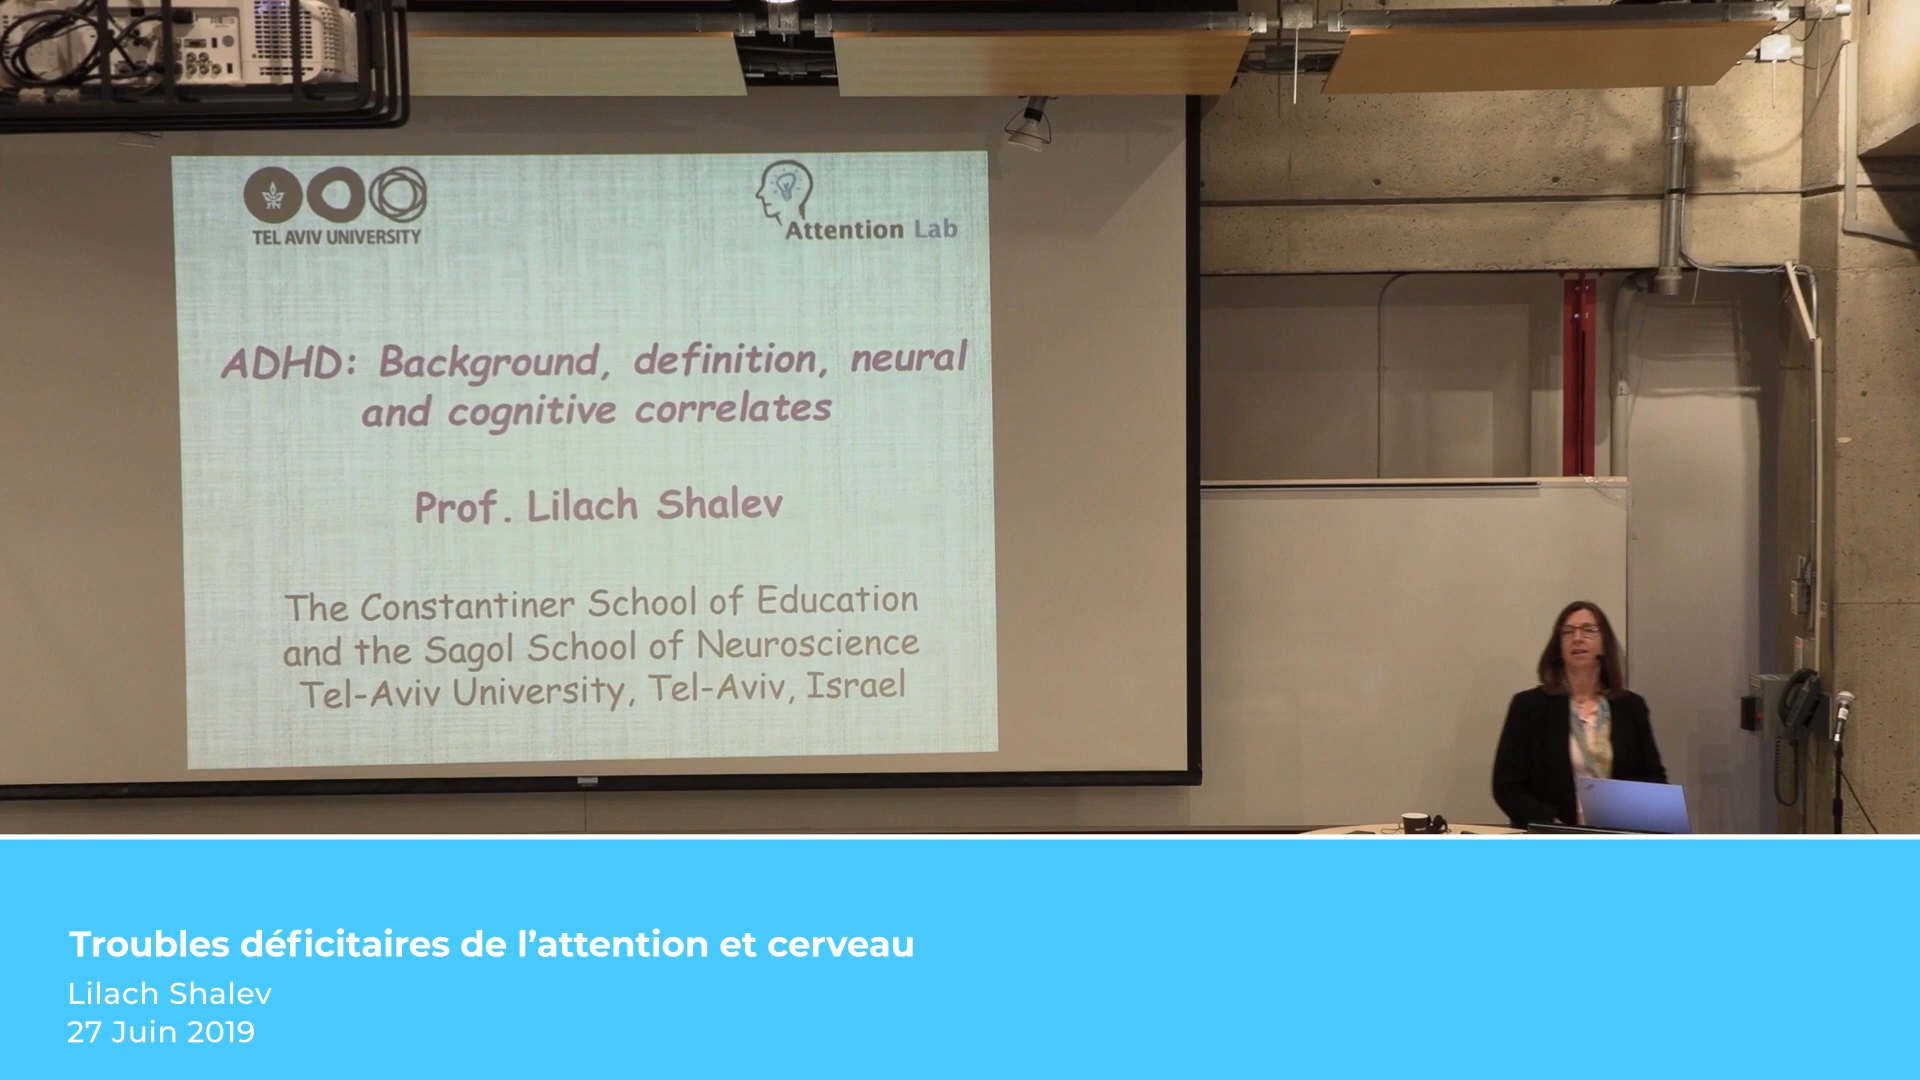 TEL AVIV UNIVERSITY
Attention Lab
ADHD: Background, definition, neural
and cognitive correlates
Prof. Lilach Shalev
The Constantiner School of Education
and the Sagol School of Neuroscience
Tel-Aviv University, Tel-Aviv, Israel
Troubles déficitaires de l’attention et cerveau
Lilach Shalev
27 Juin 2019